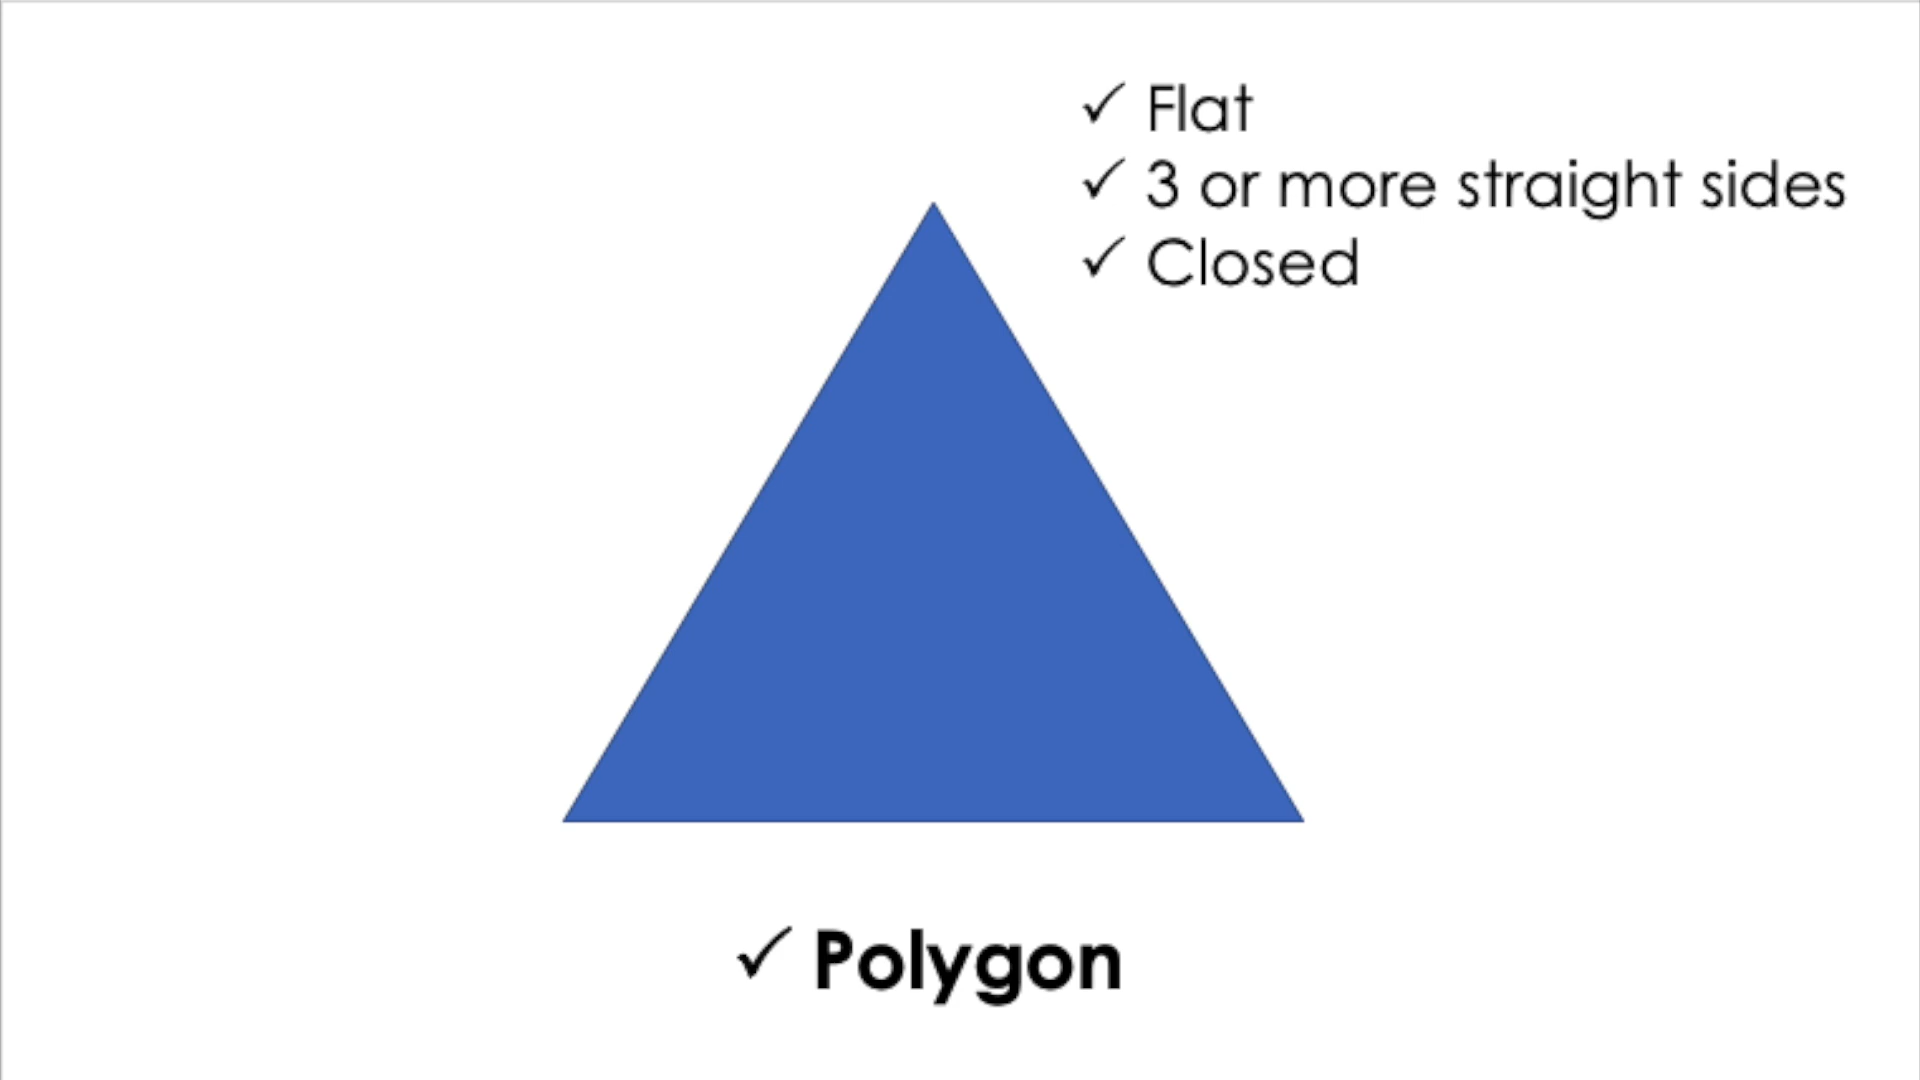 ✓ Flat
✓ 3 or more straight sides
✓ Closed
✓ Polygon